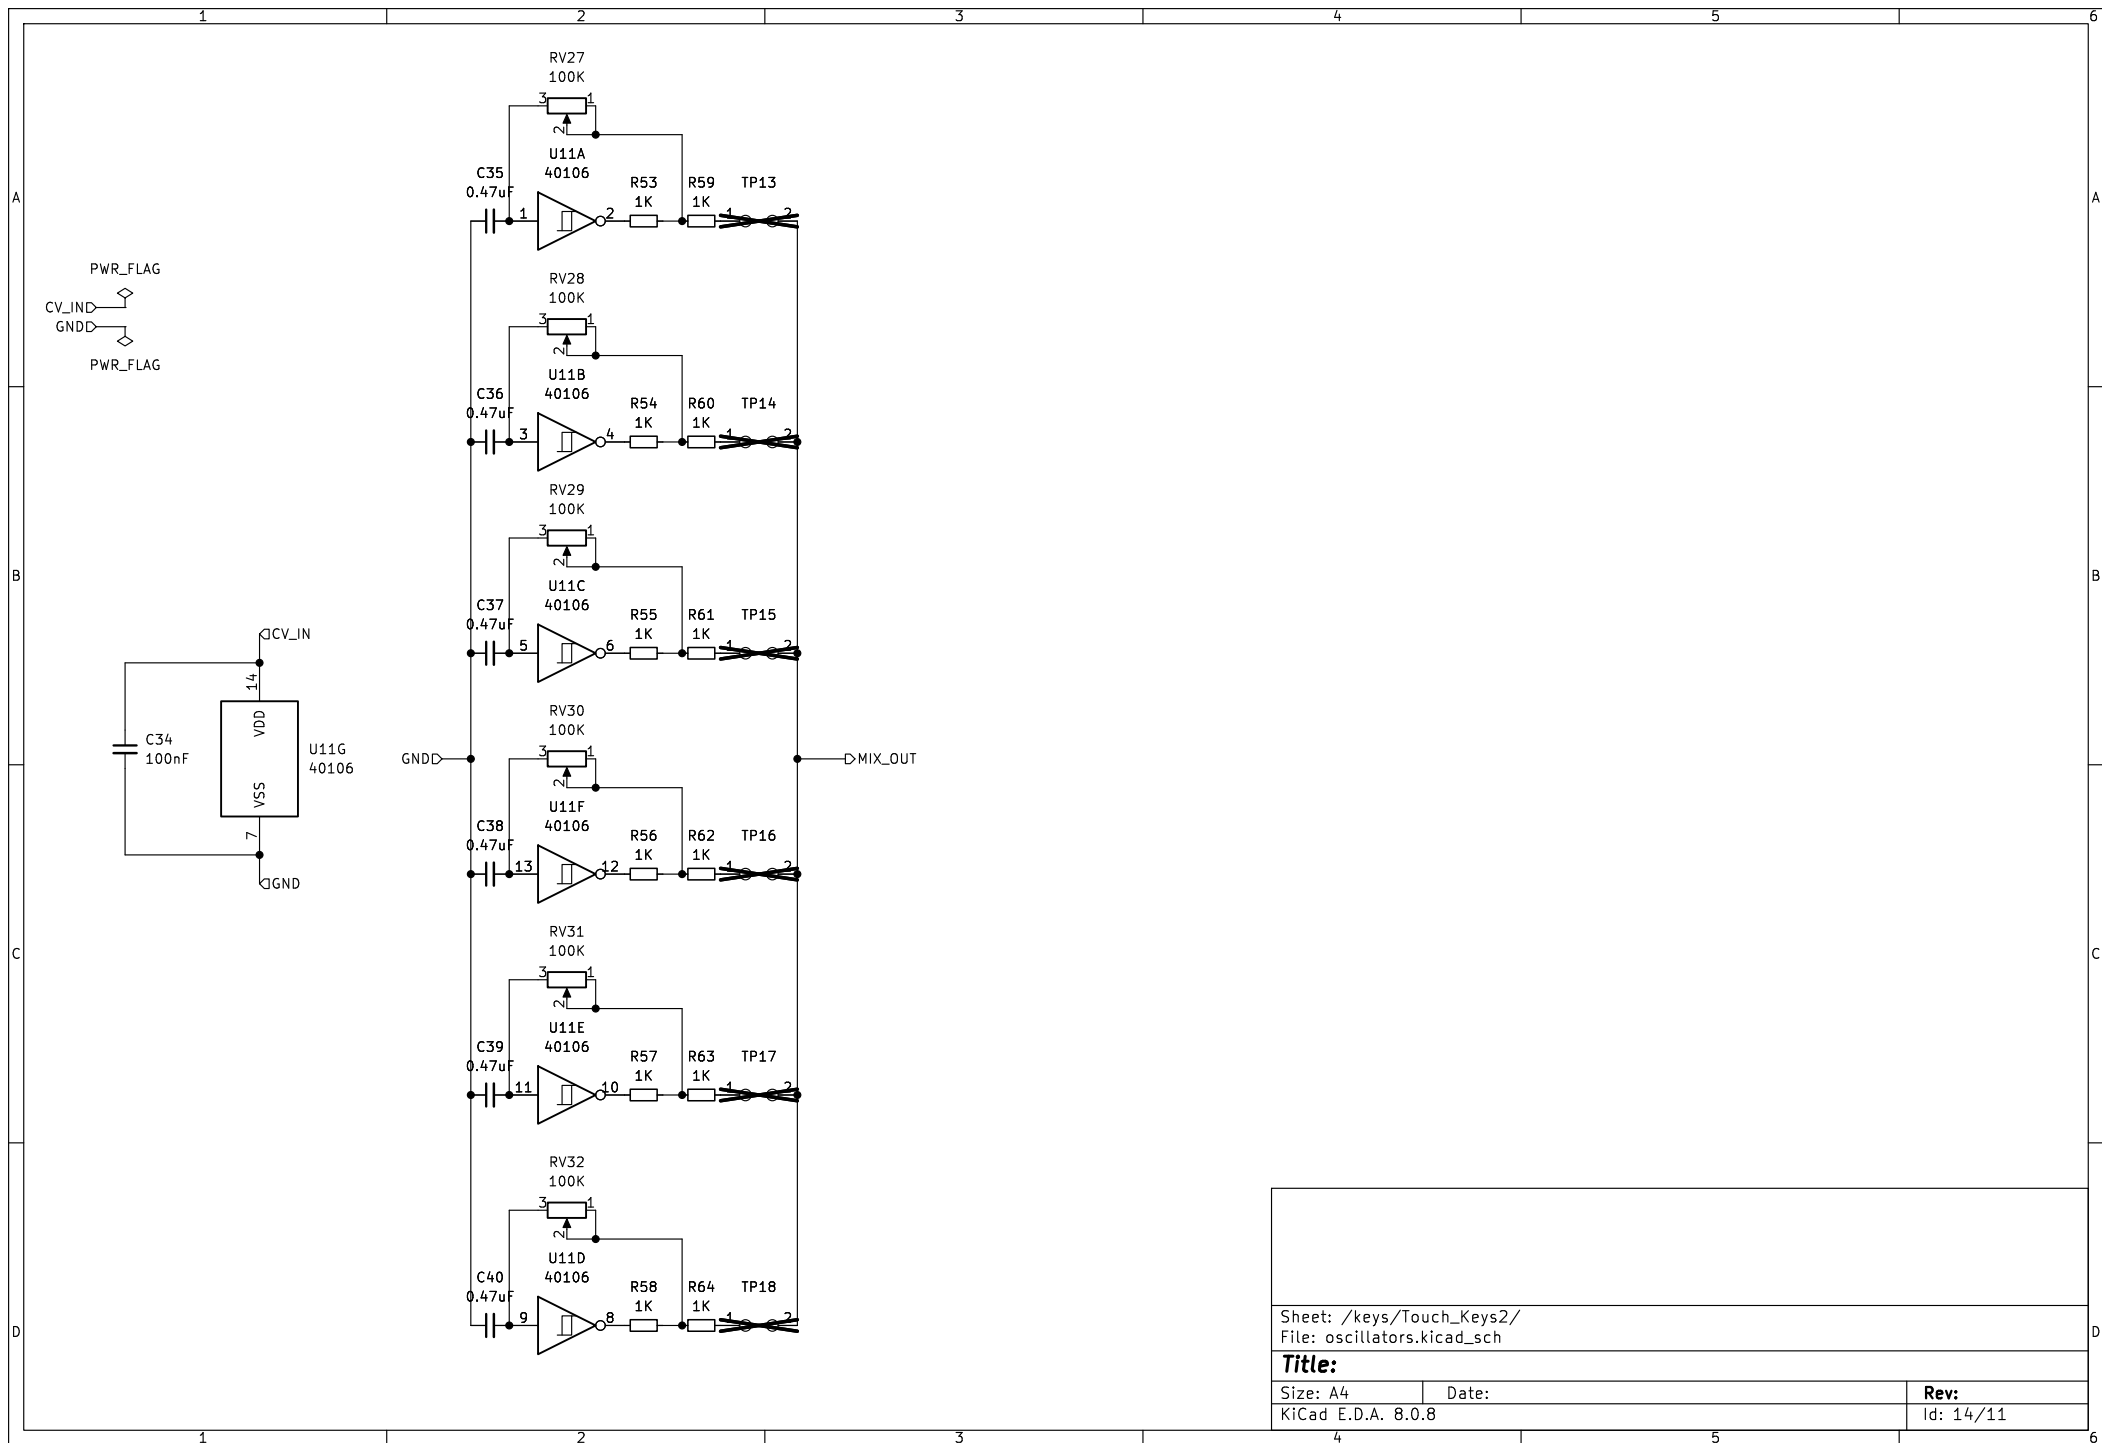 1 2 3 4 5 6
A A
B B
C C
D D
1 2 3 4 5 6
PWR_FLAG
CV_IN
GND
PWR_FLAG
CV_IN
14
VDD
C34
100nF
U11G
40106
VSS
7
GND
GND
MIX_OUT
RV27
100K
3 1
2
U11A
40106
C35
0.47uF
1 2
R53
1K
R59
1K
TP13
1 2
RV28
100K
3 1
2
U11B
40106
C36
0.47uF
3 4
R54
1K
R60
1K
TP14
1 2
RV29
100K
3 1
2
U11C
40106
C37
0.47uF
5 6
R55
1K
R61
1K
TP15
1 2
RV30
100K
3 1
2
U11F
40106
C38
0.47uF
13 12
R56
1K
R62
1K
TP16
1 2
RV31
100K
3 1
2
U11E
40106
C39
0.47uF
11 10
R57
1K
R63
1K
TP17
1 2
RV32
100K
3 1
2
U11D
40106
C40
0.47uF
9 8
R58
1K
R64
1K
TP18
1 2
Sheet: /keys/Touch_Keys2/
File: oscillators.kicad_sch
Title:
Size: A4 Date: Rev:
KiCad E.D.A. 8.0.8 Id: 14/11